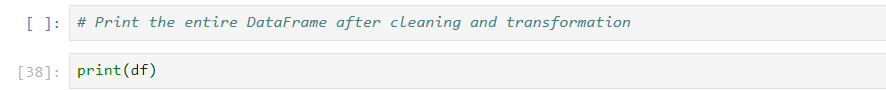 [ ]: # Print the entire DataFrame after cleaning and transformation
[38]: print(df)